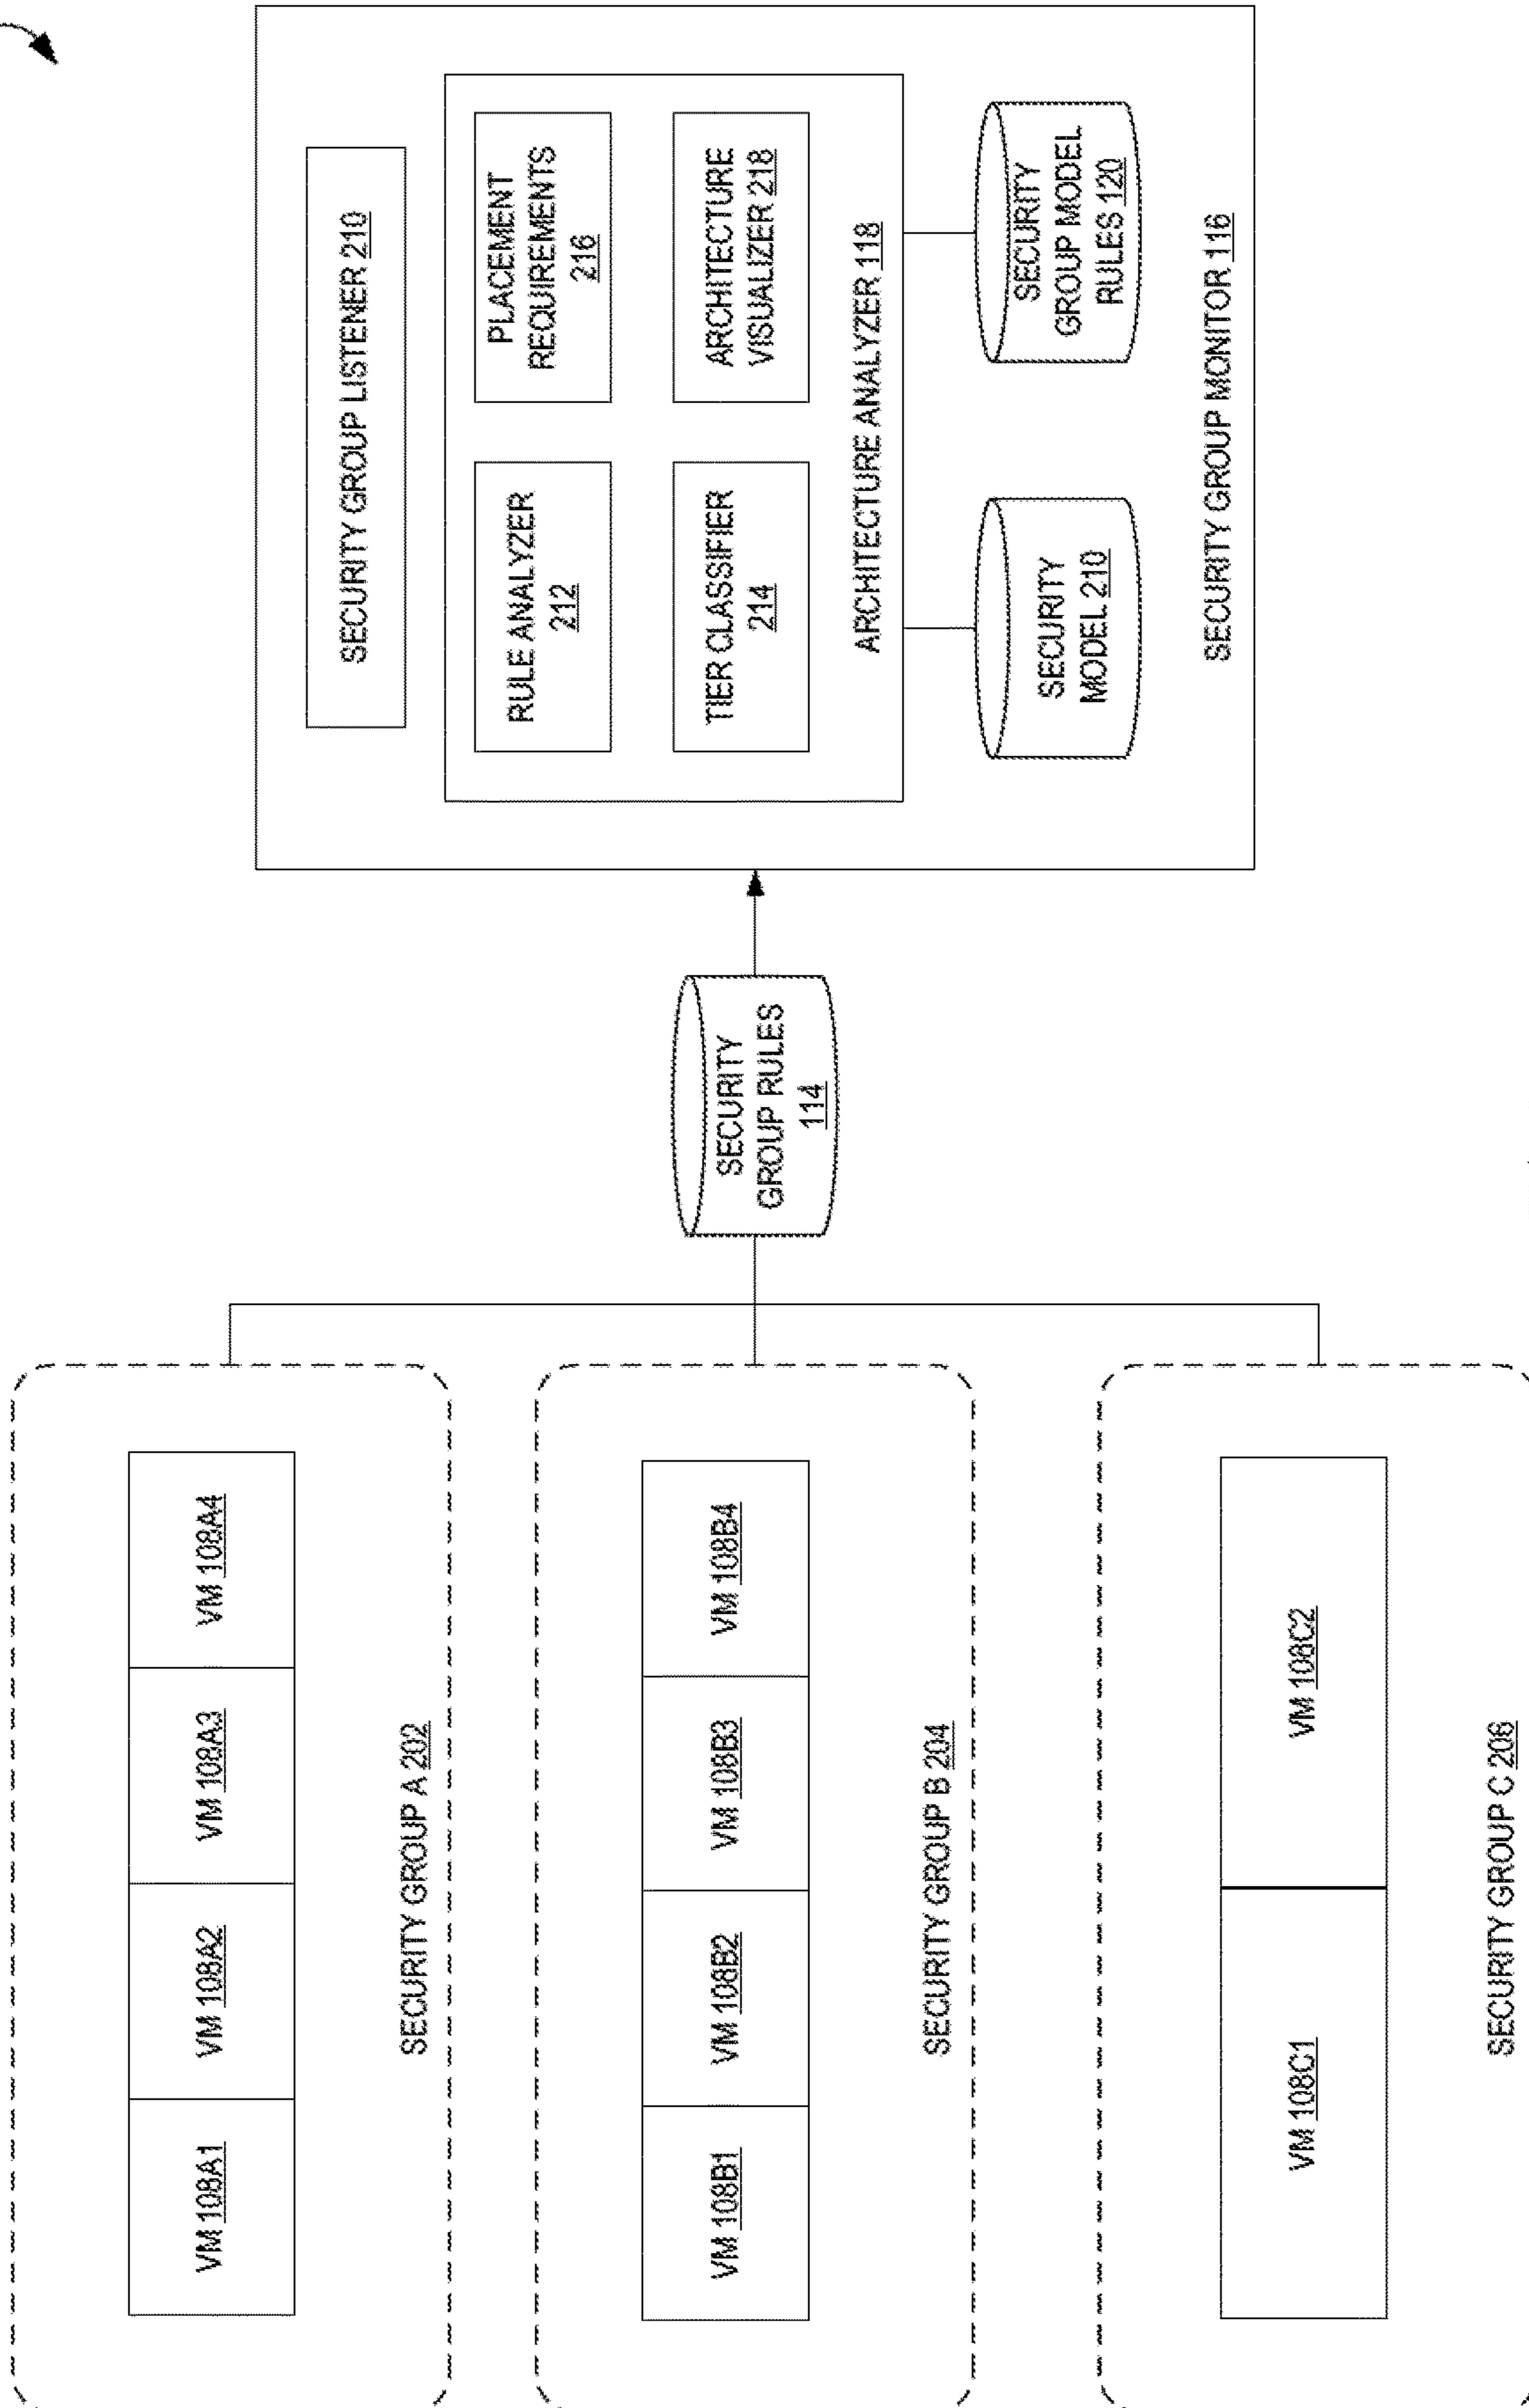 VM 108A1
VM 108A2
VM 108A3
VM 108A4
SECURITY GROUP A 202
VM 108B1
VM 108B2
VM 108B3
VM 108B4
SECURITY GROUP B 204
VM 108C1
VM 108C2
SECURITY GROUP C 206
SECURITY
GROUP RULES
114
SECURITY GROUP LISTENER 210
RULE ANALYZER
212
PLACEMENT
REQUIREMENTS
216
TIER CLASSIFIER
214
ARCHITECTURE
VISUALIZER 218
ARCHITECTURE ANALYZER 118
SECURITY
MODEL 210
SECURITY
GROUP MODEL
RULES 120
SECURITY GROUP MONITOR 116